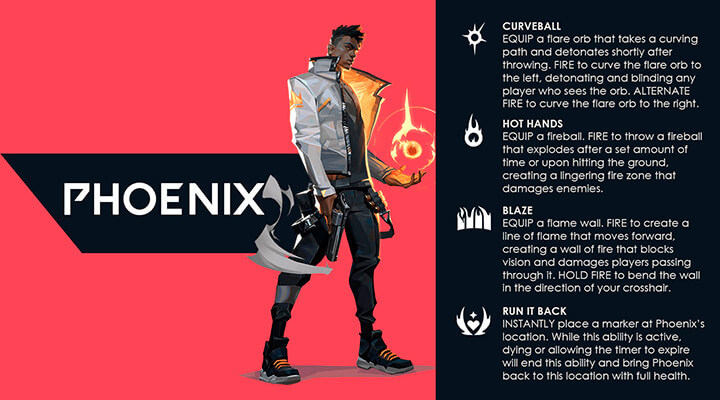 PHOENIX
CURVEBALL
EQUIP a flare orb that takes a curving
path and detonates shortly after
throwing. FIRE to curve the flare orb to
the left, detonating and blinding any
player who sees the orb. ALTERNATE
FIRE to curve the flare orb to the right.
HOT HANDS
EQUIP a fireball. FIRE to throw a fireball
that explodes after a set amount of
time or upon hitting the ground,
creating a lingering fire zone that
damages enemies.
BLAZE
EQUIP a flame wall. FIRE to create a
line of flame that moves forward,
creating a wall of fire that blocks
vision and damages players passing
through it. HOLD FIRE to bend the wall
in the direction of your crosshair.
RUN IT BACK
INSTANTLY place a marker at Phoenix's
location. While this ability is active,
dying or allowing the timer to expire
will end this ability and bring Phoenix
back to this location with full health.